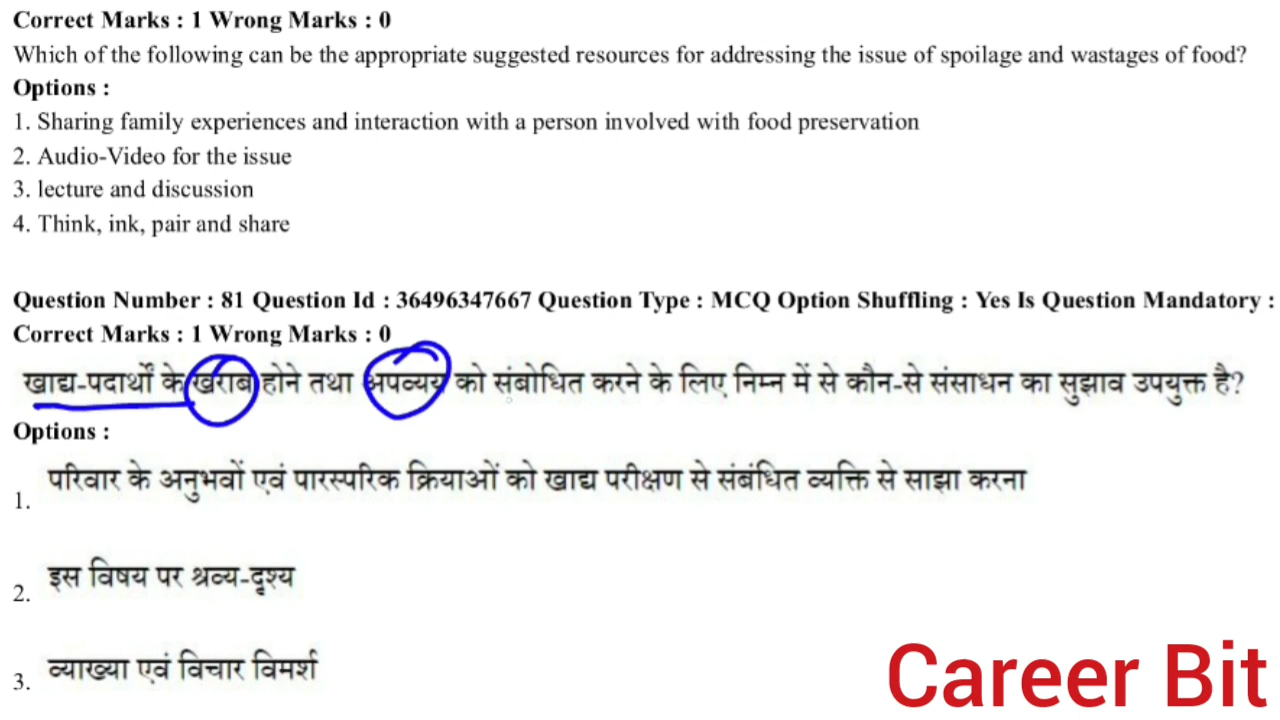 Correct Marks : 1 Wrong Marks : 0
Which of the following can be the appropriate suggested resources for addressing the issue of spoilage and wastages of food?
Options :
1. Sharing family experiences and interaction with a person involved with food preservation
2. Audio-Video for the issue
3. lecture and discussion
4. Think, ink, pair and share
Question Number : 81 Question Id : 36496347667 Question Type : MCQ Option Shuffling : Yes Is Question Mandatory :
Correct Marks : 1 Wrong Marks : 0
खाद्य-पदार्थों के खराब होने तथा अपव्यय को संबोधित करने के लिए निम्न में से कौन-से संसाधन का सुझाव उपयुक्त है?
Options :
1. परिवार के अनुभवों एवं पारस्परिक क्रियाओं को खाद्य परीक्षण से संबंधित व्यक्ति से साझा करना
2. इस विषय पर श्रव्य-दृश्य
3. व्याख्या एवं विचार विमर्श
Career Bit